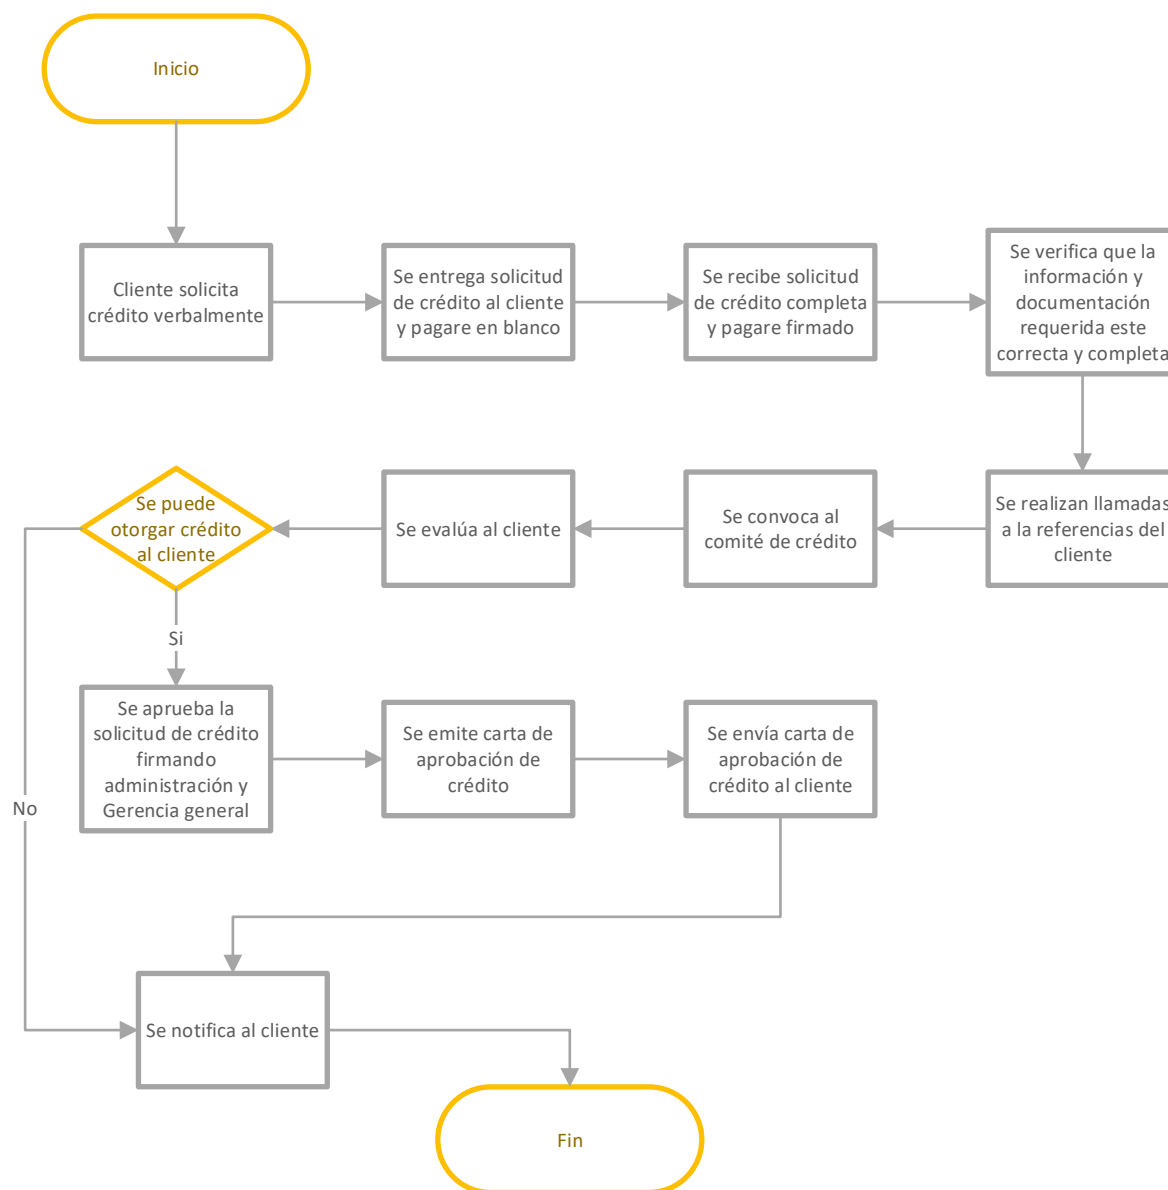 Inicio
Cliente solicita
crédito verbalmente
Se entrega solicitud
de crédito al cliente
y pagare en blanco
Se recibe solicitud
de crédito completa
y pagare firmado
Se verifica que la
información y
documentación
requerida este
correcta y completa
Se realizan llamadas
a la referencias del
cliente
Se convoca al
comité de crédito
Se evalúa al cliente
Se puede
otorgar crédito
al cliente
Si
No
Se aprueba la
solicitud de crédito
firmando
administración y
Gerencia general
Se emite carta de
aprobación de
crédito
Se envía carta de
aprobación de
crédito al cliente
Se notifica al cliente
Fin